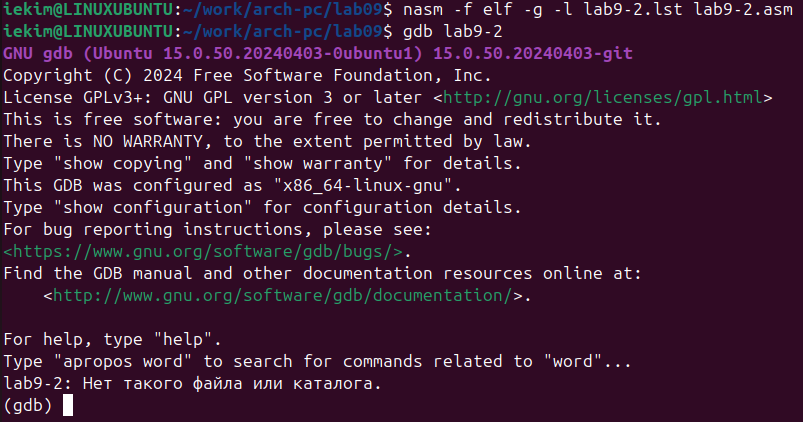 iekim@LINUXUBUNTU:~/work/arch-pc/lab09$ nasm -f elf -g -l lab9-2.lst lab9-2.asm
iekim@LINUXUBUNTU:~/work/arch-pc/lab09$ gdb lab9-2
GNU gdb (Ubuntu 15.0.50.20240403-0ubuntu1) 15.0.50.20240403-git
Copyright (C) 2024 Free Software Foundation, Inc.
License GPLv3+: GNU GPL version 3 or later <http://gnu.org/licenses/gpl.html>
This is free software: you are free to change and redistribute it.
There is NO WARRANTY, to the extent permitted by law.
Type "show copying" and "show warranty" for details.
This GDB was configured as "x86_64-linux-gnu".
Type "show configuration" for configuration details.
For bug reporting instructions, please see:
<https://www.gnu.org/software/gdb/bugs/>.
Find the GDB manual and other documentation resources online at:
    <http://www.gnu.org/software/gdb/documentation/>.

For help, type "help".
Type "apropos word" to search for commands related to "word"...
lab9-2: Нет такого файла или каталога.
(gdb)